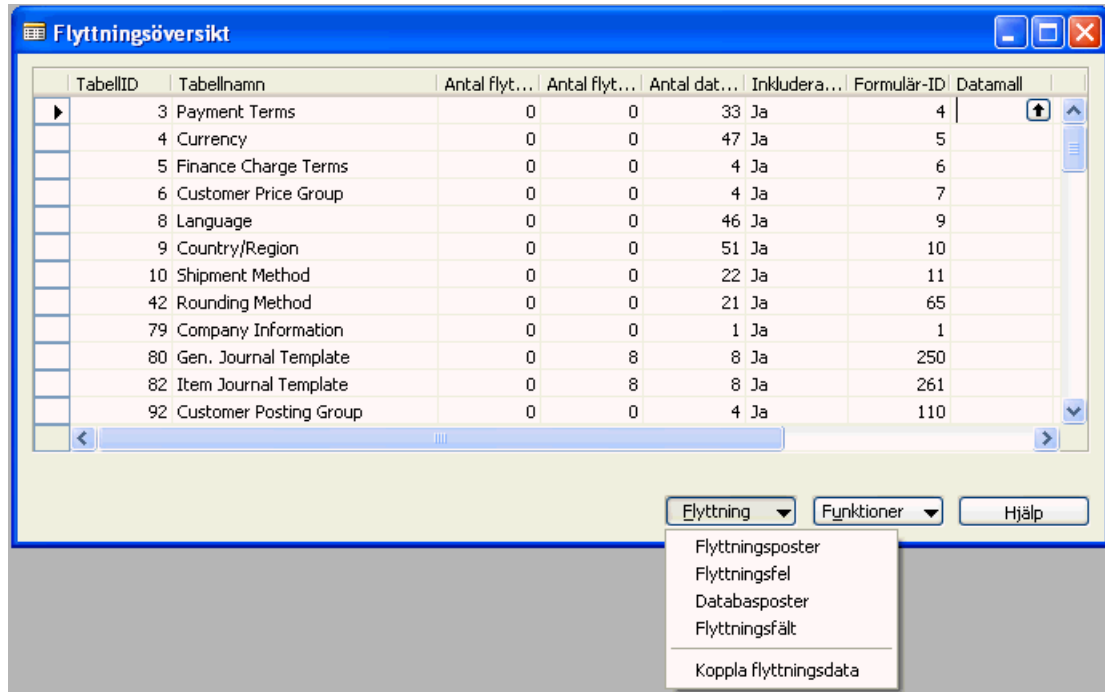 Flyttningsöversikt
TabellID Tabellnamn Antal flyt... Antal flyt... Antal dat... Inkludera... Formulär-ID Datamall
3 Payment Terms 0 0 33 Ja 4
4 Currency 0 0 47 Ja 5
5 Finance Charge Terms 0 0 4 Ja 6
6 Customer Price Group 0 0 4 Ja 7
8 Language 0 0 46 Ja 9
9 Country/Region 0 0 51 Ja 10
10 Shipment Method 0 0 22 Ja 11
42 Rounding Method 0 0 21 Ja 65
79 Company Information 0 0 1 Ja 1
80 Gen. Journal Template 0 8 8 Ja 250
82 Item Journal Template 0 8 8 Ja 261
92 Customer Posting Group 0 0 4 Ja 110
Flyttning Funktioner Hjälp
Flyttningsposter
Flyttningsfel
Databasposter
Flyttningsfält
Koppla flyttningsdata